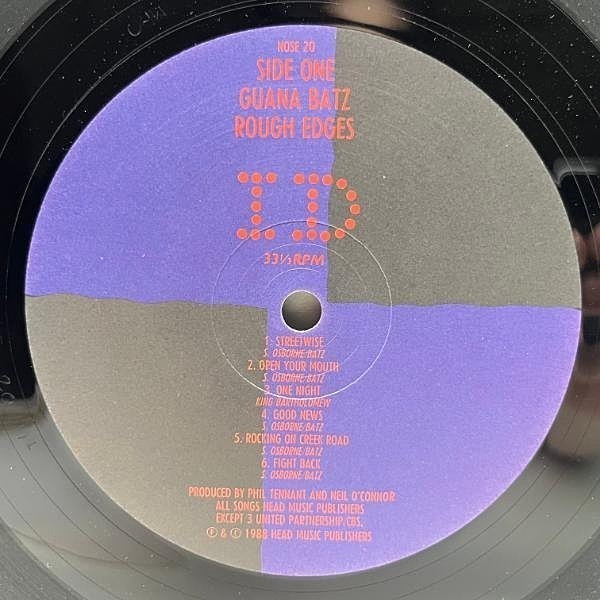 NOSE 20
SIDE ONE
GUANA BATZ
ROUGH EDGES
ID
33⅓ RPM
1. STREETWISE
S. OSBORNE/BATZ
2. OPEN YOUR MOUTH
S. OSBORNE/BATZ
3. ONE NIGHT
KING/BARTHOLOMEW
4. GOOD NEWS
S. OSBORNE/BATZ
5. ROCKING ON CREEK ROAD
S. OSBORNE/BATZ
6. FIGHT BACK
S. OSBORNE/BATZ
PRODUCED BY PHIL TENNANT AND NEIL O'CONNOR
ALL SONGS HEAD MUSIC PUBLISHERS
EXCEPT 3 UNITED PARTNERSHIP/CBS.
℗ & © 1988 HEAD MUSIC PUBLISHERS